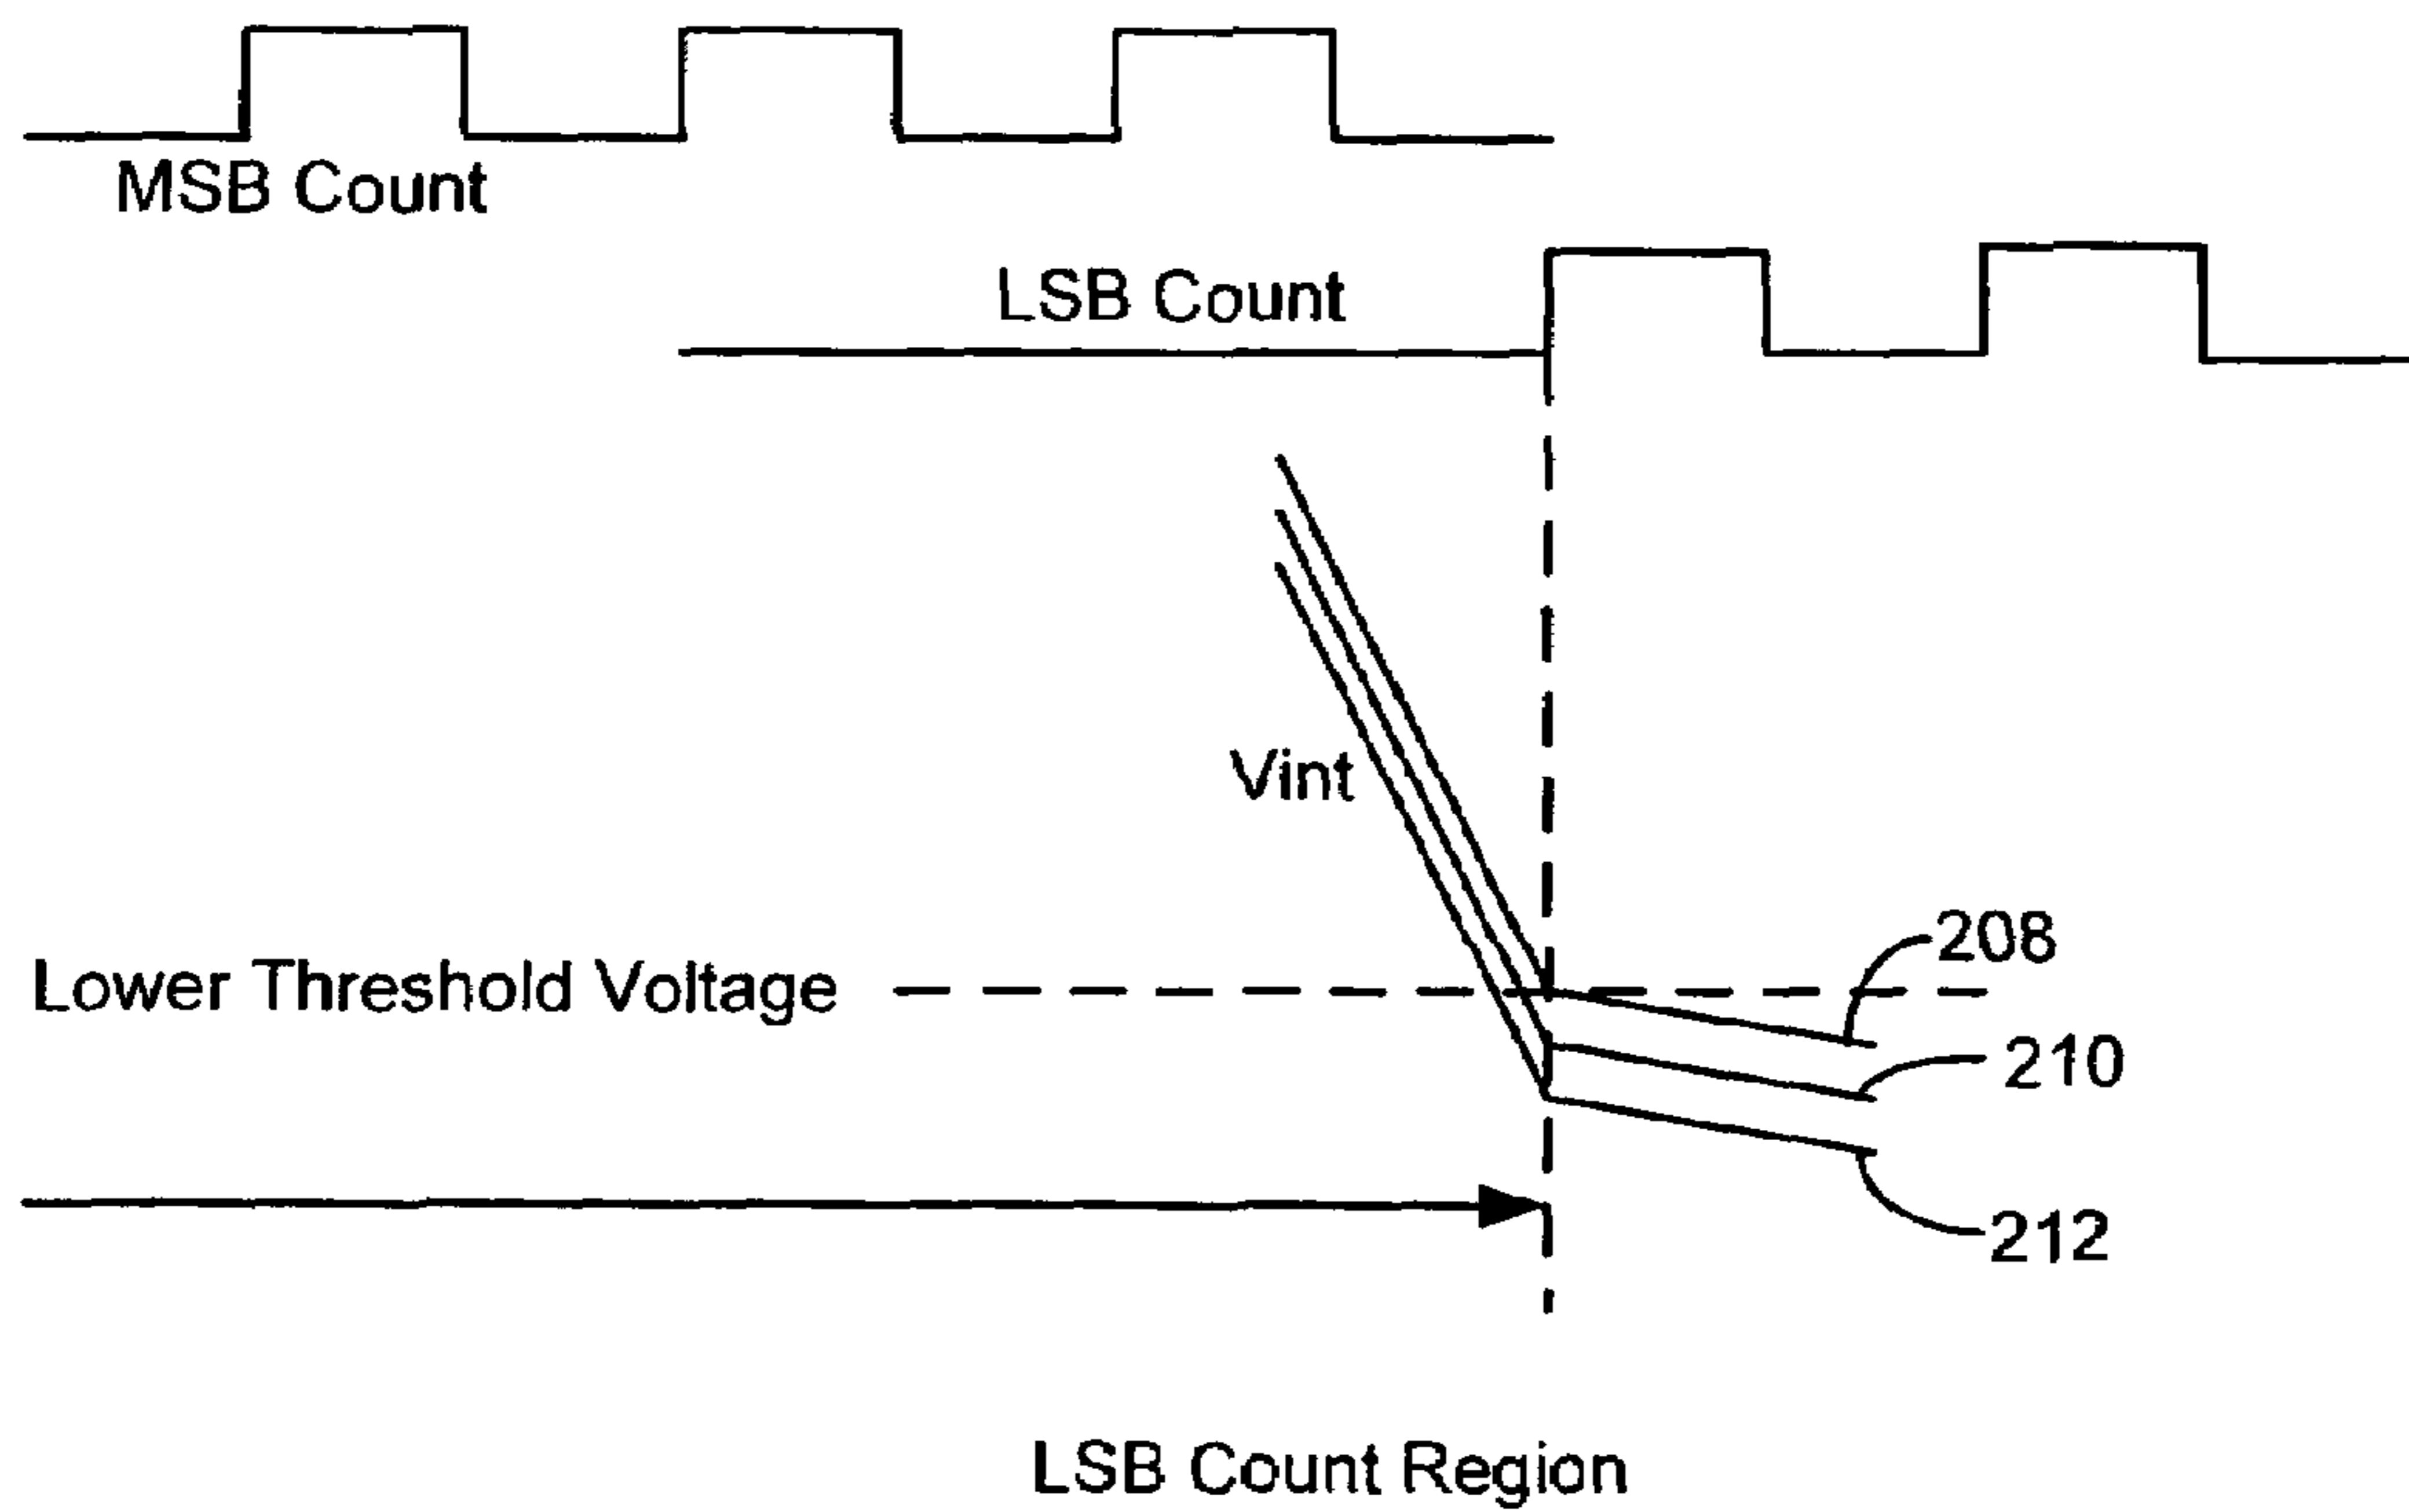 MSB Count
LSB Count
Vint
Lower Threshold Voltage
208
210
212
LSB Count Region